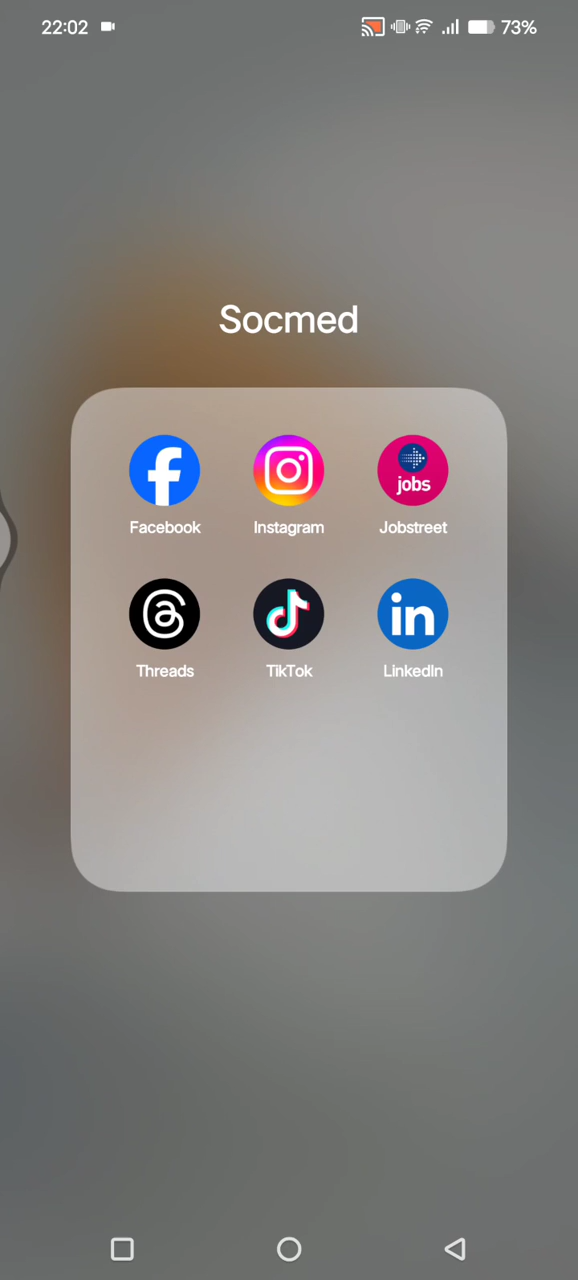 22:02 73%
Socmed
jobs
Facebook Instagram Jobstreet
in
Threads TikTok LinkedIn